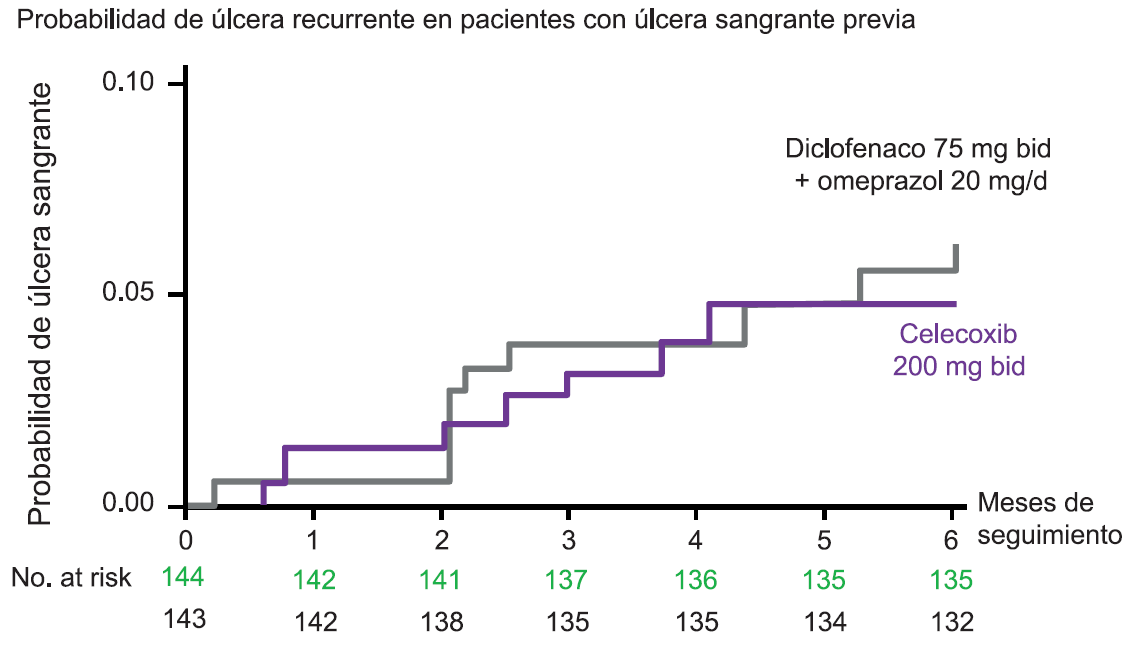 Probabilidad de úlcera recurrente en pacientes con úlcera sangrante previa
Probabilidad de úlcera sangrante
0.10
0.05
0.00
Diclofenaco 75 mg bid
+ omeprazol 20 mg/d
Celecoxib
200 mg bid
0 1 2 3 4 5 6
Meses de
seguimiento
No. at risk 144 142 141 137 136 135 135
143 142 138 135 135 134 132